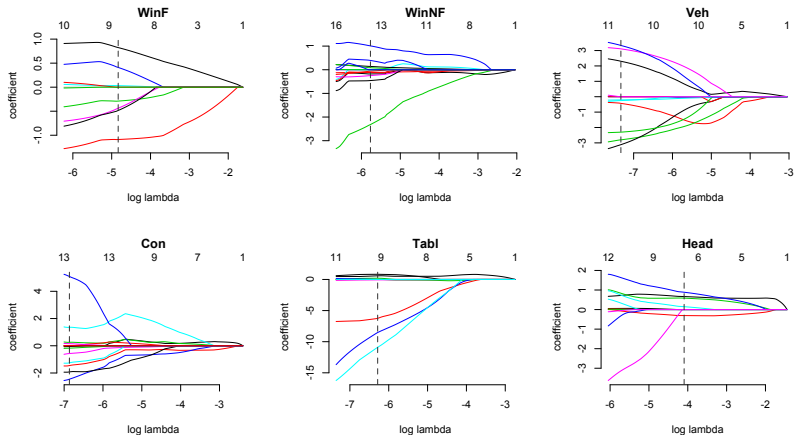 WinF
10 9 8 3 1
coefficient
1.0
0.5
0.0
-1.0
-6 -5 -4 -3 -2
log lambda
WinNF
16 13 11 8 1
coefficient
1
0
-1
-2
-3
-6 -5 -4 -3 -2
log lambda
Veh
11 10 10 5 1
coefficient
3
1
-1
-3
-7 -6 -5 -4 -3
log lambda
Con
13 13 9 7 1
coefficient
4
2
0
-2
-7 -6 -5 -4 -3
log lambda
Tabl
11 9 8 5 1
coefficient
0
-5
-10
-15
-7 -6 -5 -4 -3
log lambda
Head
12 9 7 5 1
coefficient
2
1
0
-2
-6 -5 -4 -3 -2 -1
log lambda